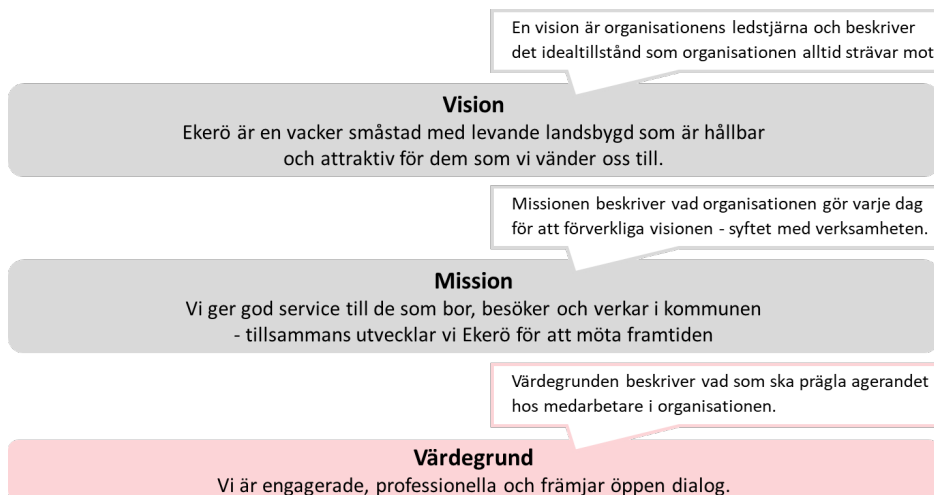 En vision är organisationens ledstjärna och beskriver
det idealtillstånd som organisationen alltid strävar mot
Vision
Ekerö är en vacker småstad med levande landsbygd som är hållbar
och attraktiv för dem som vi vänder oss till.
Missionen beskriver vad organisationen gör varje dag
för att förverkliga visionen - syftet med verksamheten.
Mission
Vi ger god service till de som bor, besöker och verkar i kommunen
- tillsammans utvecklar vi Ekerö för att möta framtiden
Värdegrunden beskriver vad som ska prägla agerandet
hos medarbetare i organisationen.
Värdegrund
Vi är engagerade, professionella och främjar öppen dialog.